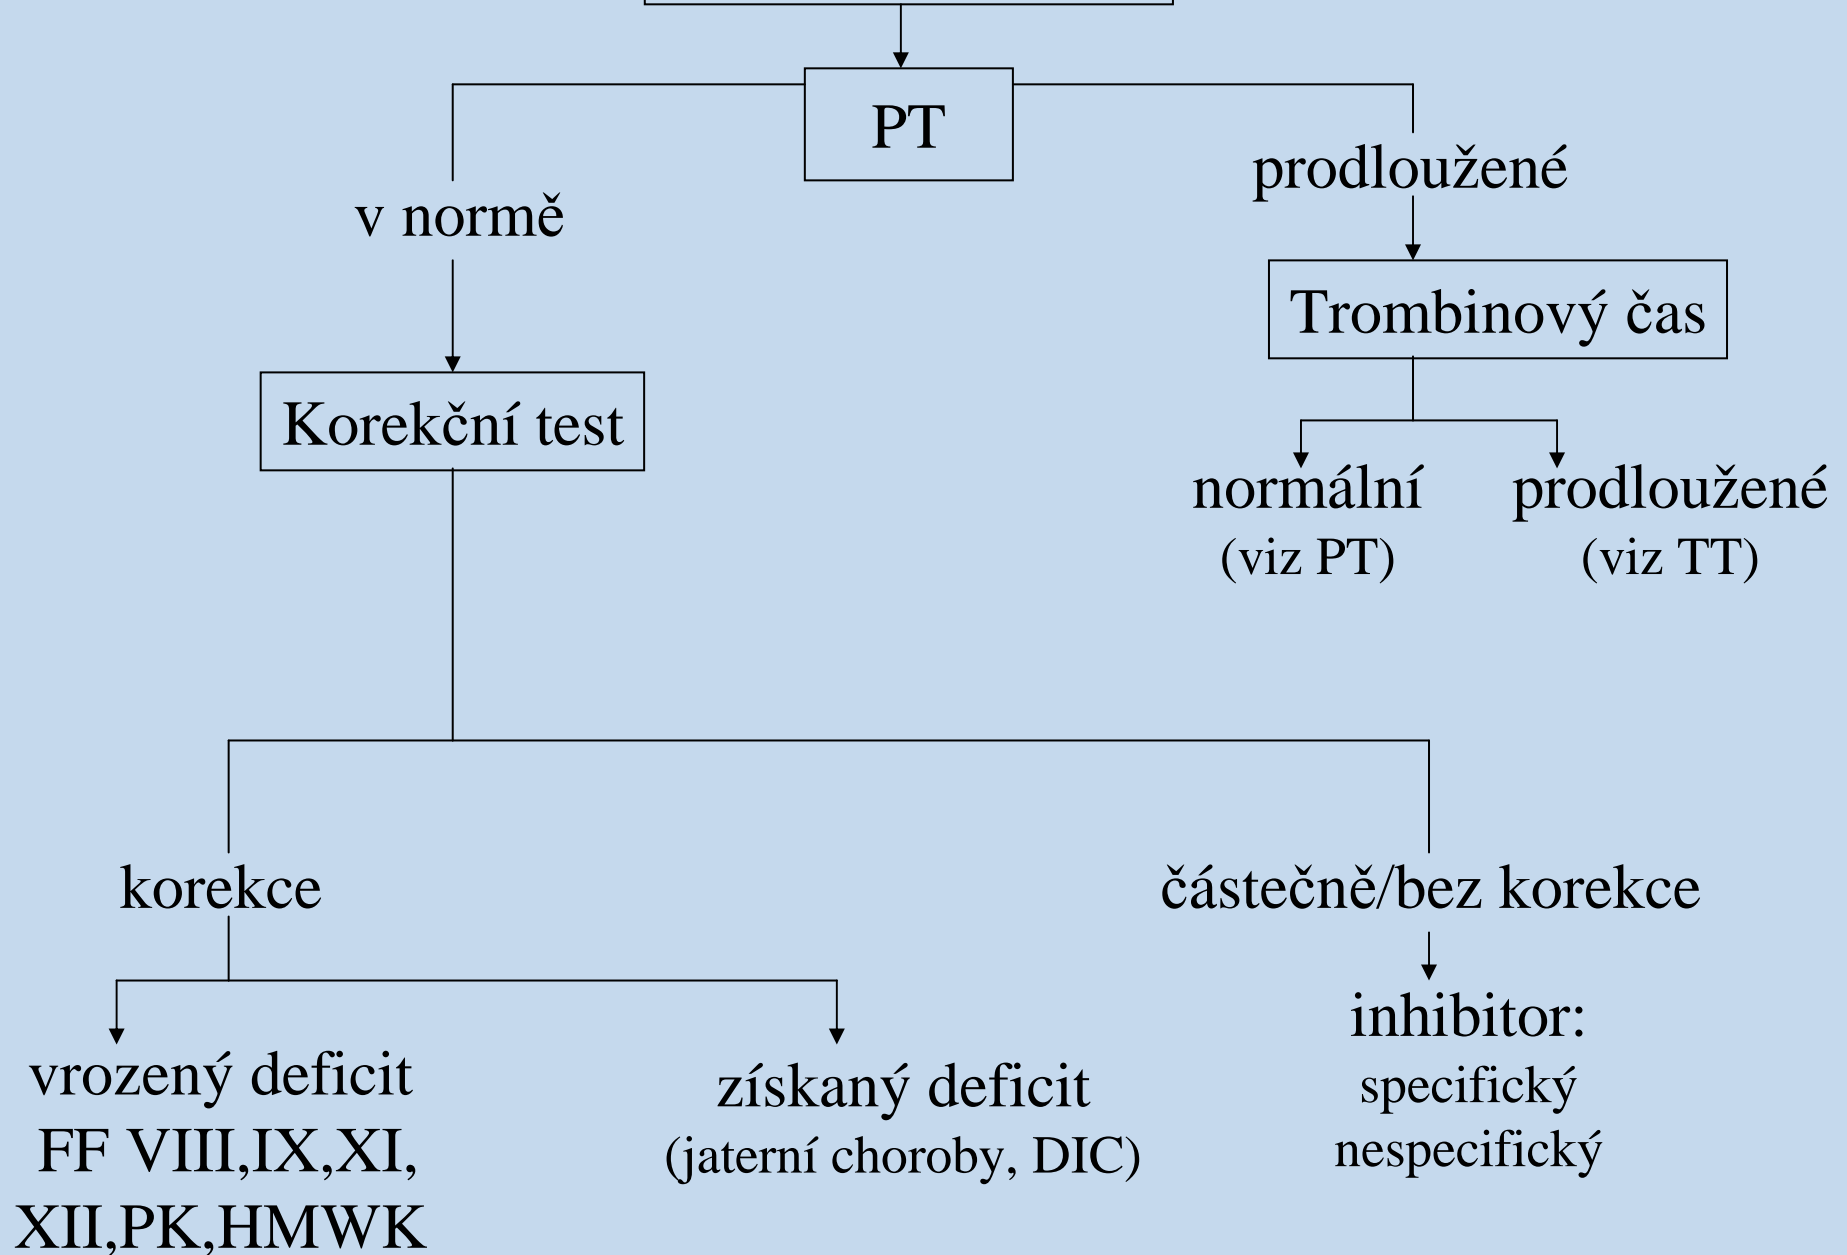 PT
prodloužené
v normě
Trombinový čas
Korekční test
normální
(viz PT)
prodloužené
(viz TT)
korekce
částečně/bez korekce
vrozený deficit
FF VIII,IX,XI,
XII,PK,HMWK
získaný deficit
(jaterní choroby, DIC)
inhibitor:
specifický
nespecifický